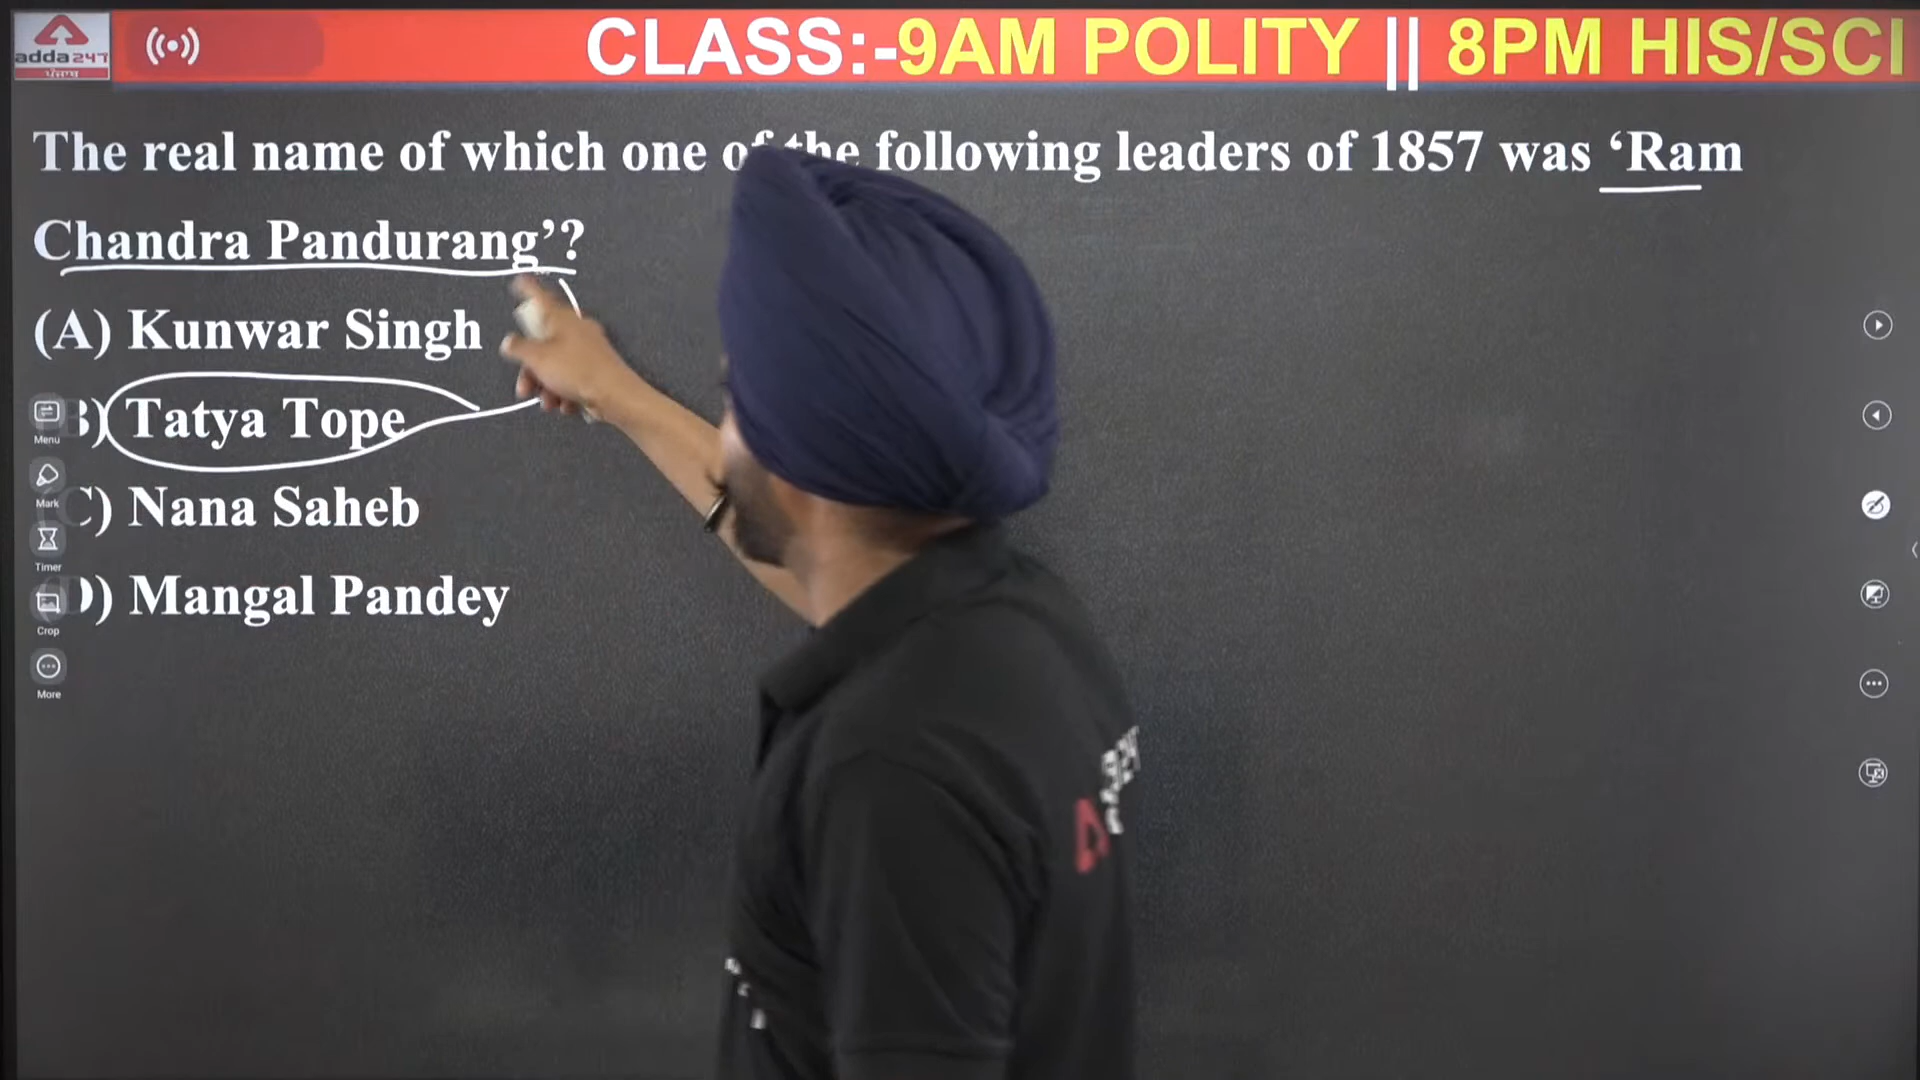 adda247
ਪੰਜਾਬ
CLASS:-9AM POLITY || 8PM HIS/SCI
The real name of which one of the following leaders of 1857 was ‘Ram
Chandra Pandurang’?
(A) Kunwar Singh
B) Tatya Tope
C) Nana Saheb
D) Mangal Pandey
Menu
Mark
Timer
Crop
More